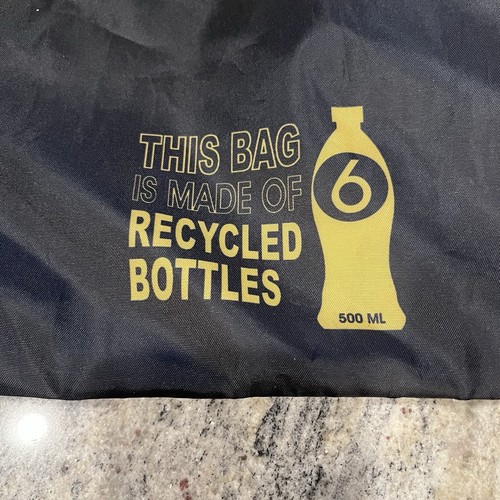 THIS BAG
IS MADE OF
RECYCLED
BOTTLES
6
500 ML